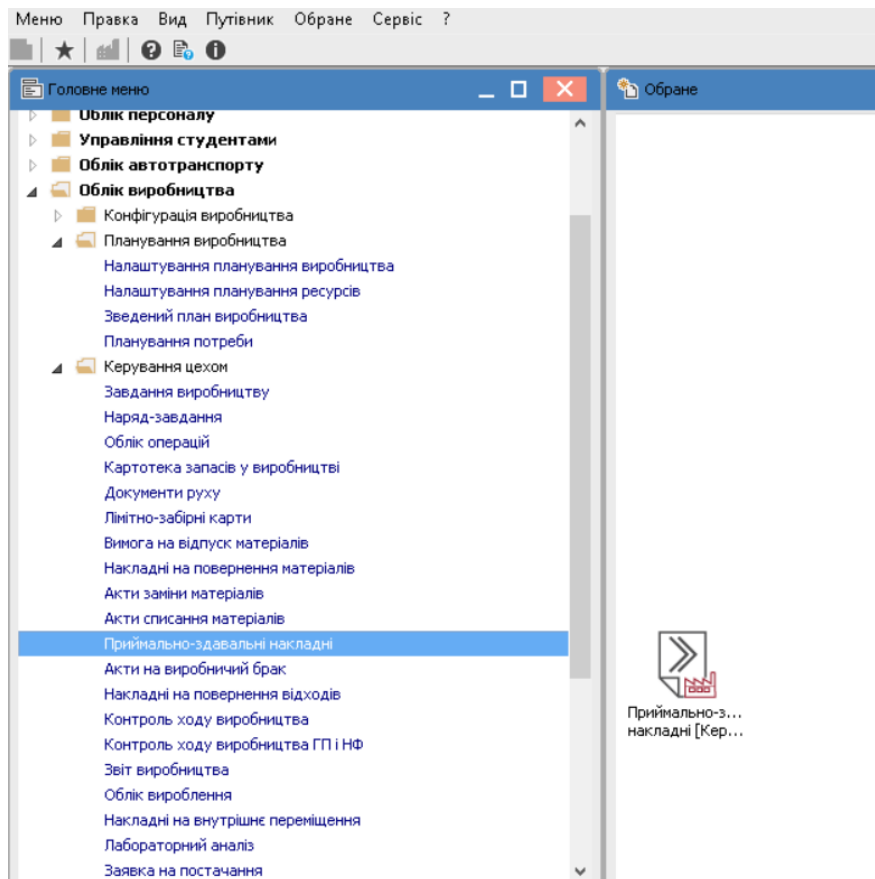 Меню Правка Вид Путівник Обране Сервіс ?
Головне меню
Обране
Облік персоналу
Управління студентами
Облік автотранспорту
Облік виробництва
Конфігурація виробництва
Планування виробництва
Налаштування планування виробництва
Налаштування планування ресурсів
Зведений план виробництва
Планування потреби
Керування цехом
Завдання виробництву
Наряд-завдання
Облік операцій
Картотека запасів у виробництві
Документи руху
Лімітно-забірні карти
Вимога на відпуск матеріалів
Накладні на повернення матеріалів
Акти заміни матеріалів
Акти списання матеріалів
Приймально-здавальні накладні
Акти на виробничий брак
Накладні на повернення відходів
Контроль ходу виробництва
Контроль ходу виробництва ГП і НФ
Звіт виробництва
Облік вироблення
Накладні на внутрішнє переміщення
Лабораторний аналіз
Заявка на постачання
Приймально-з...
накладні [Кер...